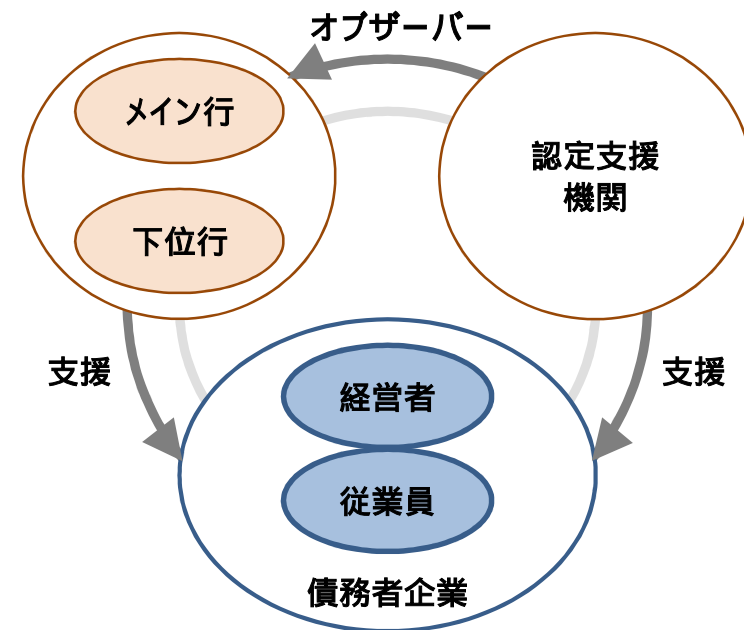 オブザーバー
メイン行
認定支援
機関
下位行
支援
支援
経営者
従業員
債務者企業